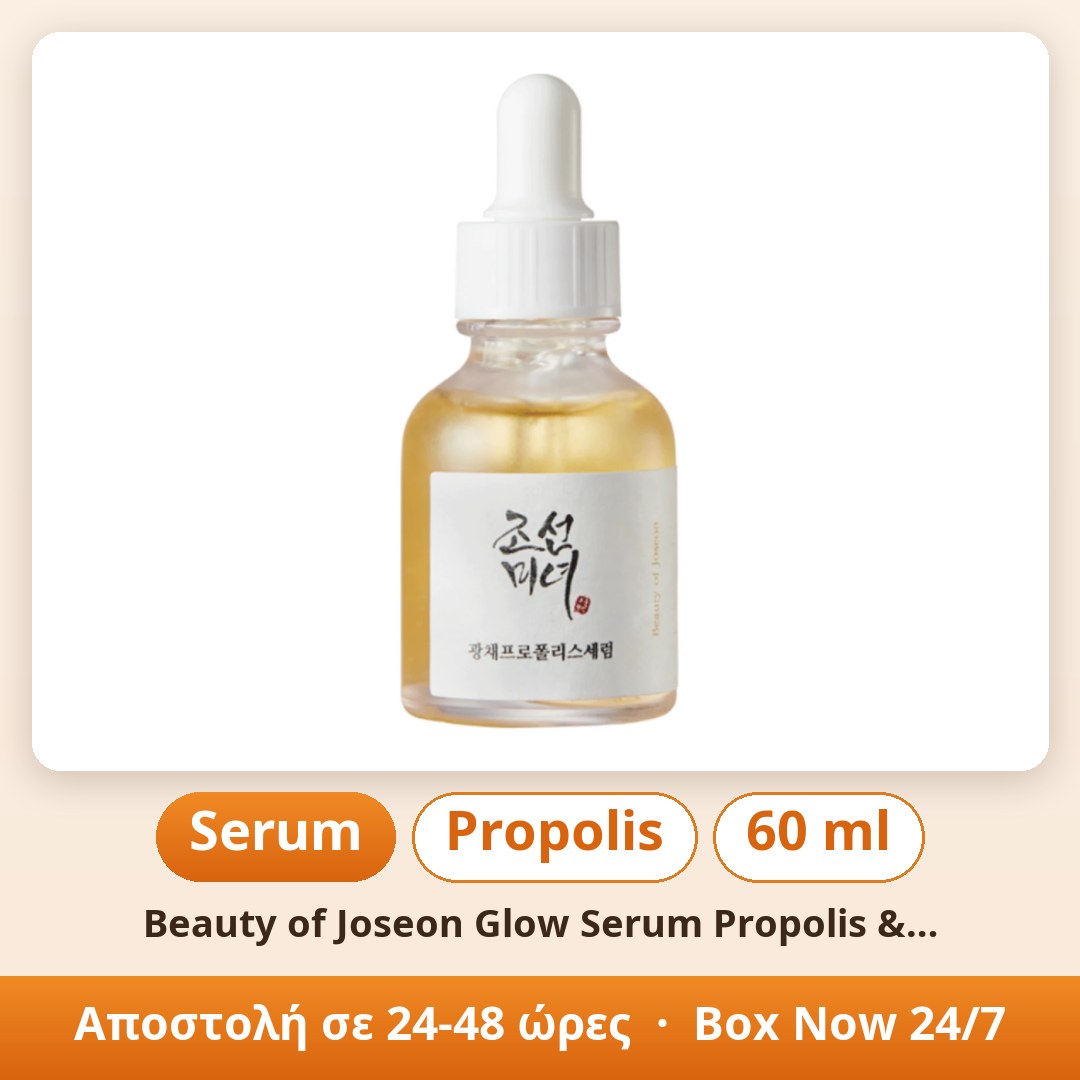 조선
미녀
광채프로폴리스세럼
Beauty of Joseon
Serum
Propolis
60 ml
Beauty of Joseon Glow Serum Propolis &...
Αποστολή σε 24-48 ώρες · Box Now 24/7